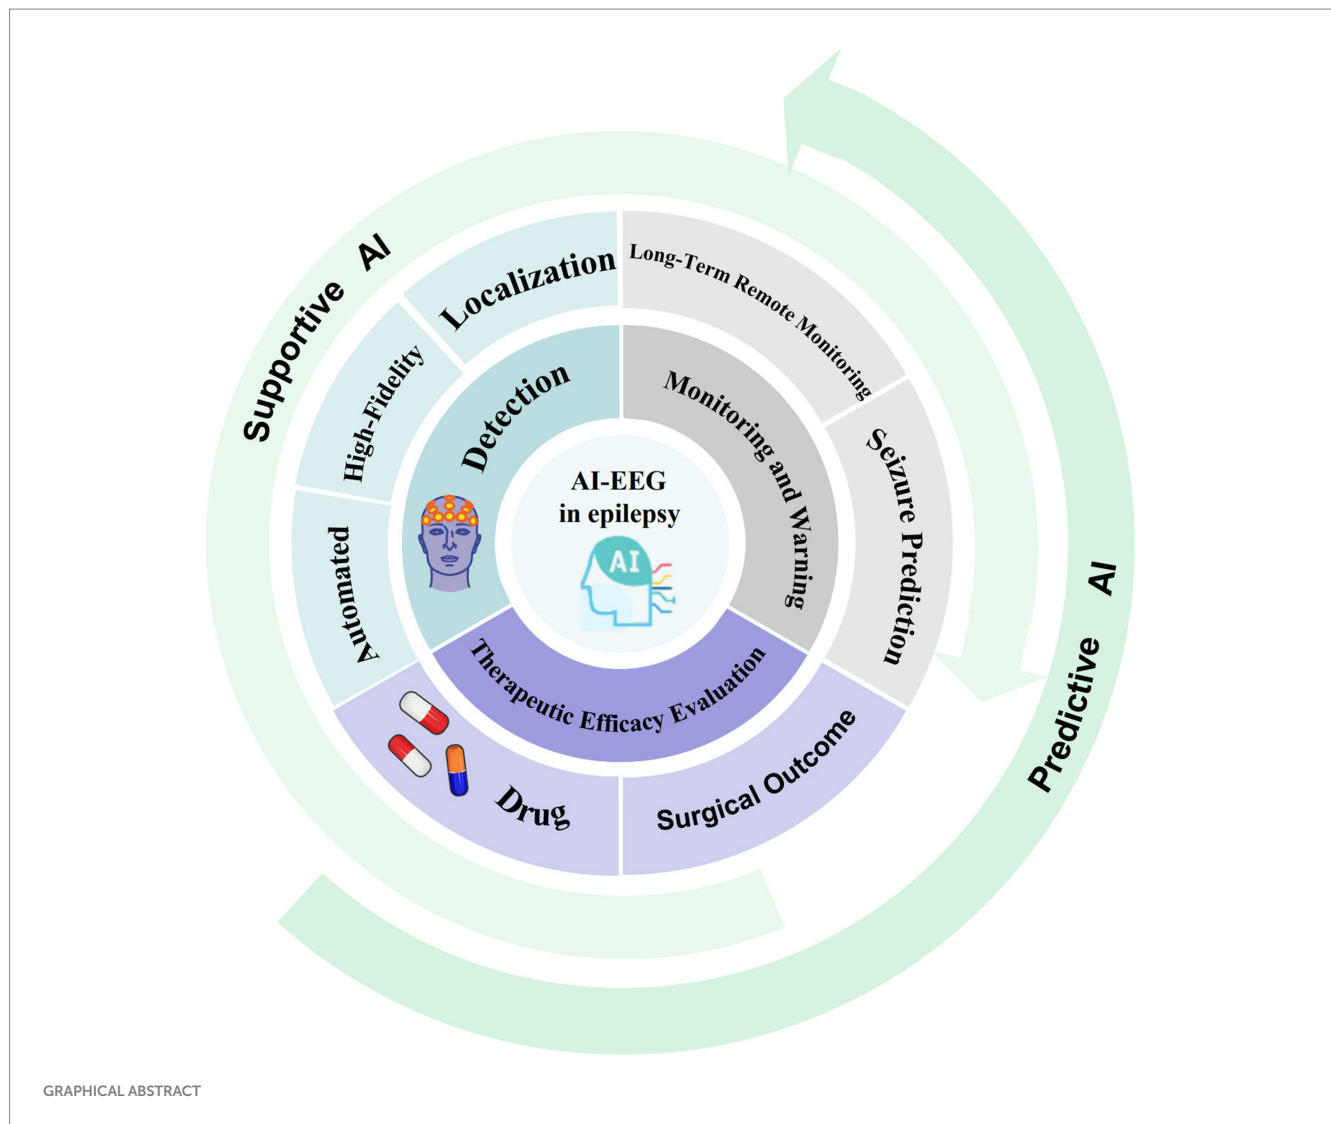 Supportive AI
Predictive AI
Localization
High-Fidelity
Automated
Long-Term Remote Monitoring
Seizure Prediction
Surgical Outcome
Drug
Detection
Monitoring and Warning
Therapeutic Efficacy Evaluation
AI-EEG
in epilepsy
AI
GRAPHICAL ABSTRACT